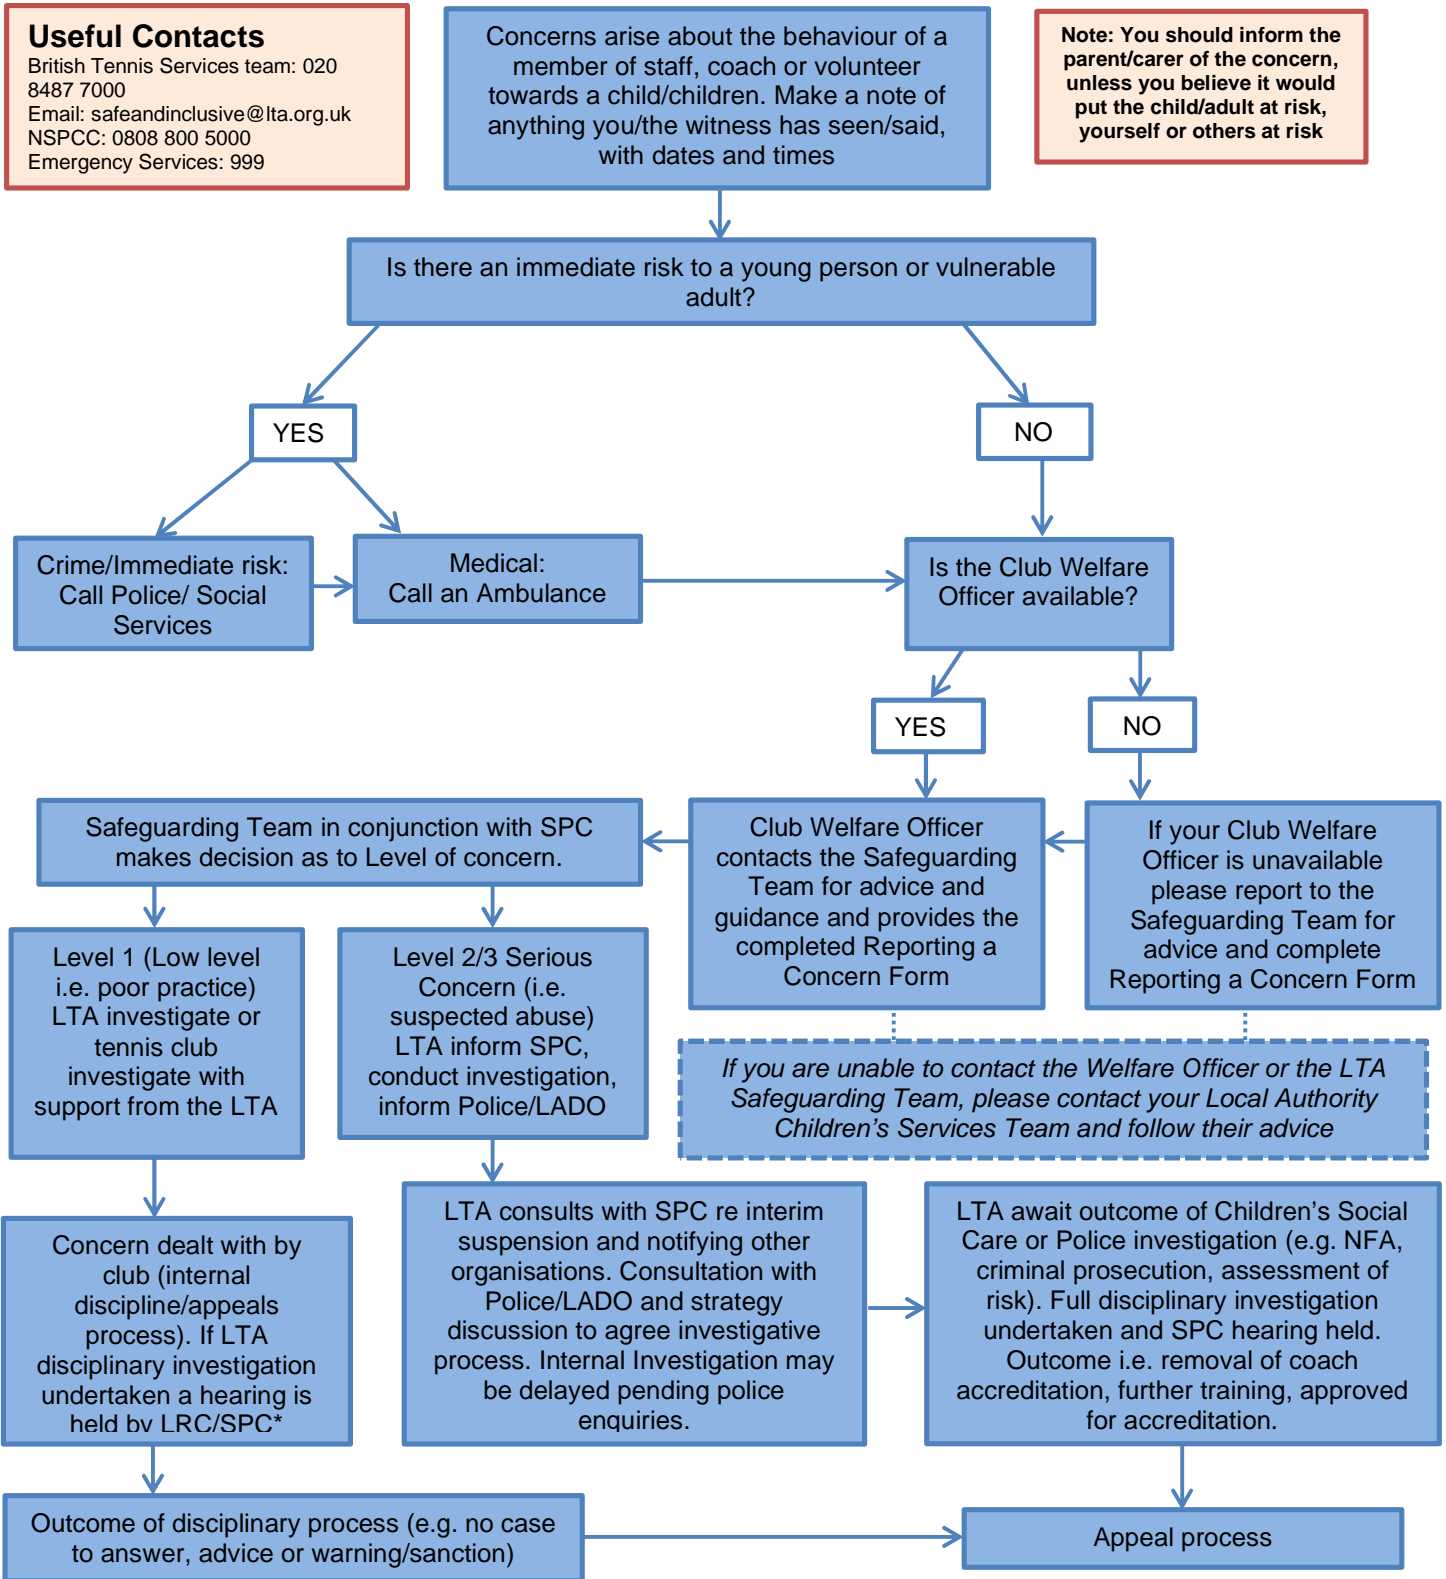 Useful Contacts
British Tennis Services team: 020
8487 7000
Email: safeandinclusive@lta.org.uk
NSPCC: 0808 800 5000
Emergency Services: 999
Concerns arise about the behaviour of a
member of staff, coach or volunteer
towards a child/children. Make a note of
anything you/the witness has seen/said,
with dates and times
Note: You should inform the
parent/carer of the concern,
unless you believe it would
put the child/adult at risk,
yourself or others at risk
Is there an immediate risk to a young person or vulnerable
adult?
YES
NO
Crime/Immediate risk:
Call Police/ Social
Services
Medical:
Call an Ambulance
Is the Club Welfare
Officer available?
YES
NO
Safeguarding Team in conjunction with SPC
makes decision as to Level of concern.
Club Welfare Officer
contacts the Safeguarding
Team for advice and
guidance and provides the
completed Reporting a
Concern Form
If your Club Welfare
Officer is unavailable
please report to the
Safeguarding Team for
advice and complete
Reporting a Concern Form
Level 1 (Low level
i.e. poor practice)
LTA investigate or
tennis club
investigate with
support from the LTA
Level 2/3 Serious
Concern (i.e.
suspected abuse)
LTA inform SPC,
conduct investigation,
inform Police/LADO
If you are unable to contact the Welfare Officer or the LTA
Safeguarding Team, please contact your Local Authority
Children's Services Team and follow their advice
Concern dealt with by
club (internal
discipline/appeals
process). If LTA
disciplinary investigation
undertaken a hearing is
held by LRC/SPC*
LTA consults with SPC re interim
suspension and notifying other
organisations. Consultation with
Police/LADO and strategy
discussion to agree investigative
process. Internal Investigation may
be delayed pending police
enquiries.
LTA await outcome of Children's Social
Care or Police investigation (e.g. NFA,
criminal prosecution, assessment of
risk). Full disciplinary investigation
undertaken and SPC hearing held.
Outcome i.e. removal of coach
accreditation, further training, approved
for accreditation.
Outcome of disciplinary process (e.g. no case
to answer, advice or warning/sanction)
Appeal process